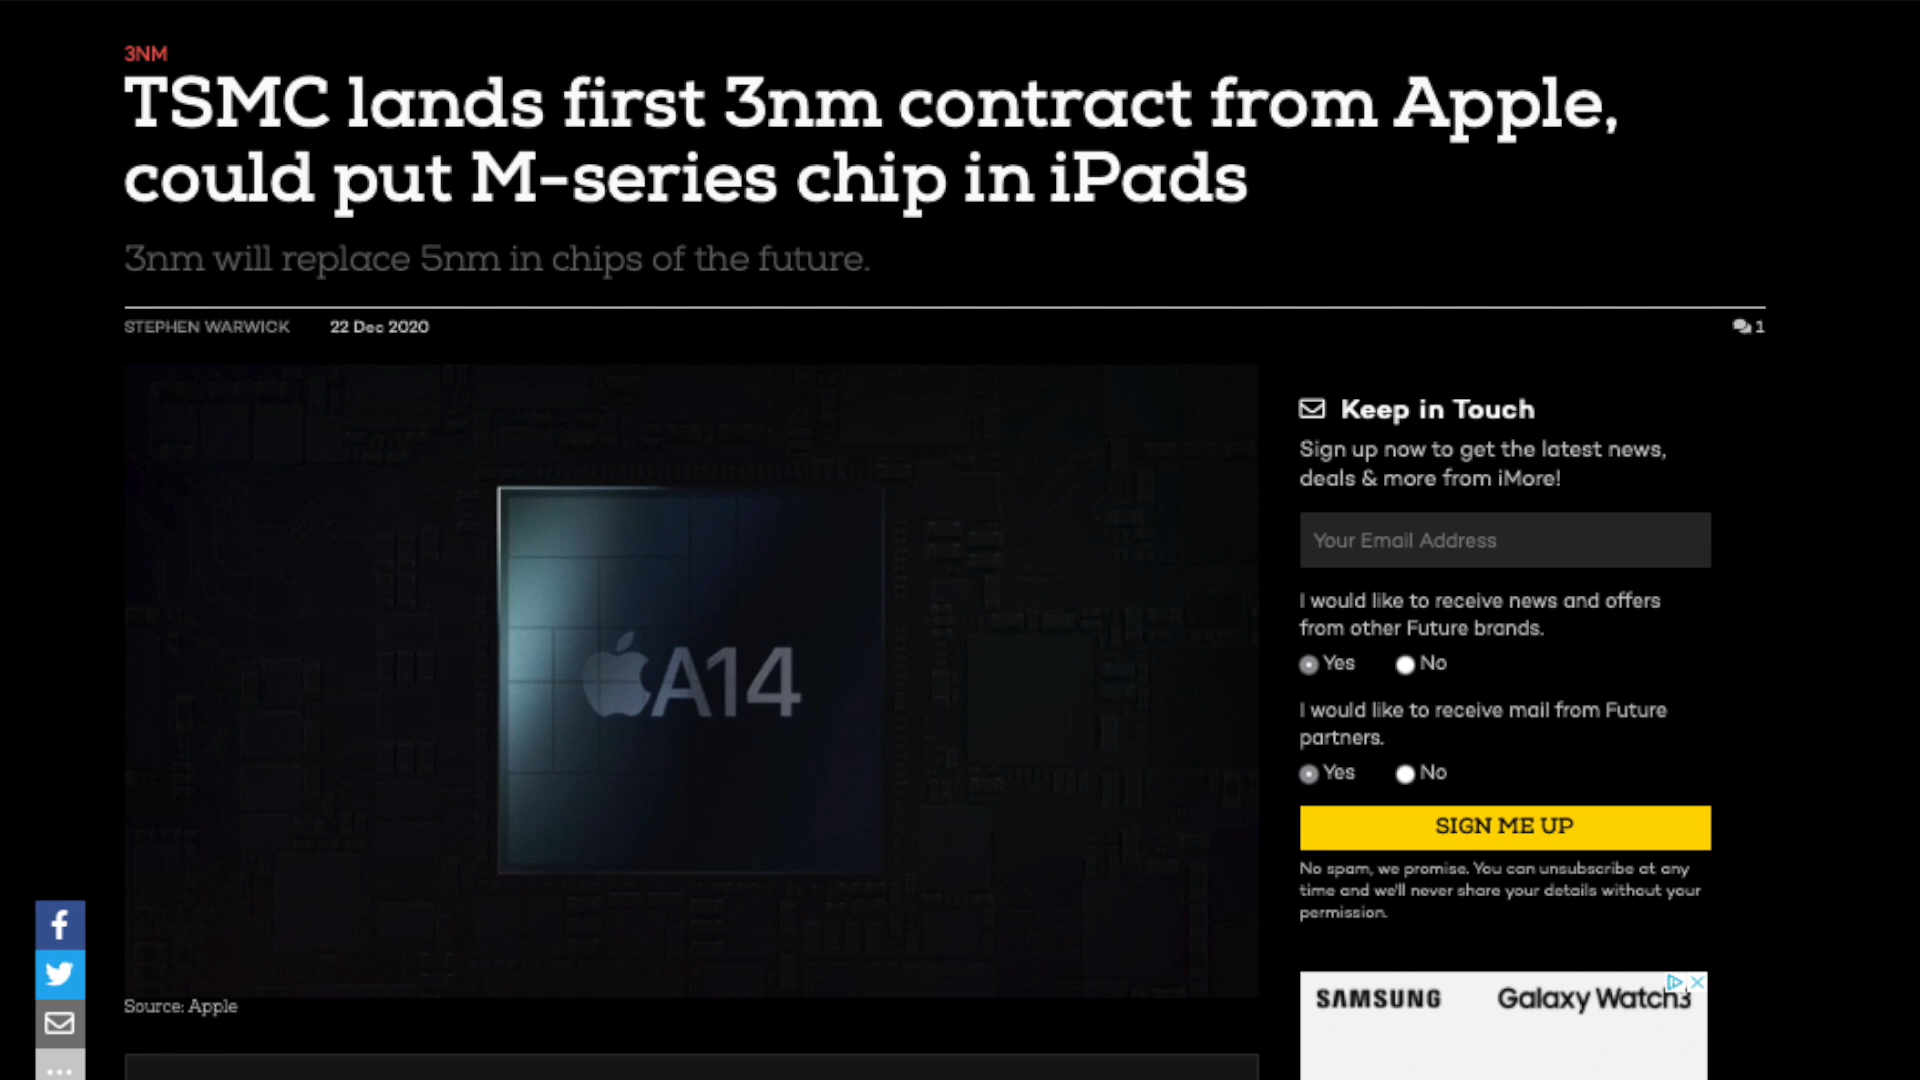 3NM
TSMC lands first 3nm contract from Apple,
could put M-series chip in iPads
3nm will replace 5nm in chips of the future.
STEPHEN WARWICK 22 Dec 2020 1
A14
Source: Apple
Keep in Touch
Sign up now to get the latest news,
deals & more from iMore!
Your Email Address
I would like to receive news and offers
from other Future brands.
Yes No
I would like to receive mail from Future
partners.
Yes No
SIGN ME UP
No spam, we promise. You can unsubscribe at any
time and we'll never share your details without your
permission.
SAMSUNG Galaxy Watch3